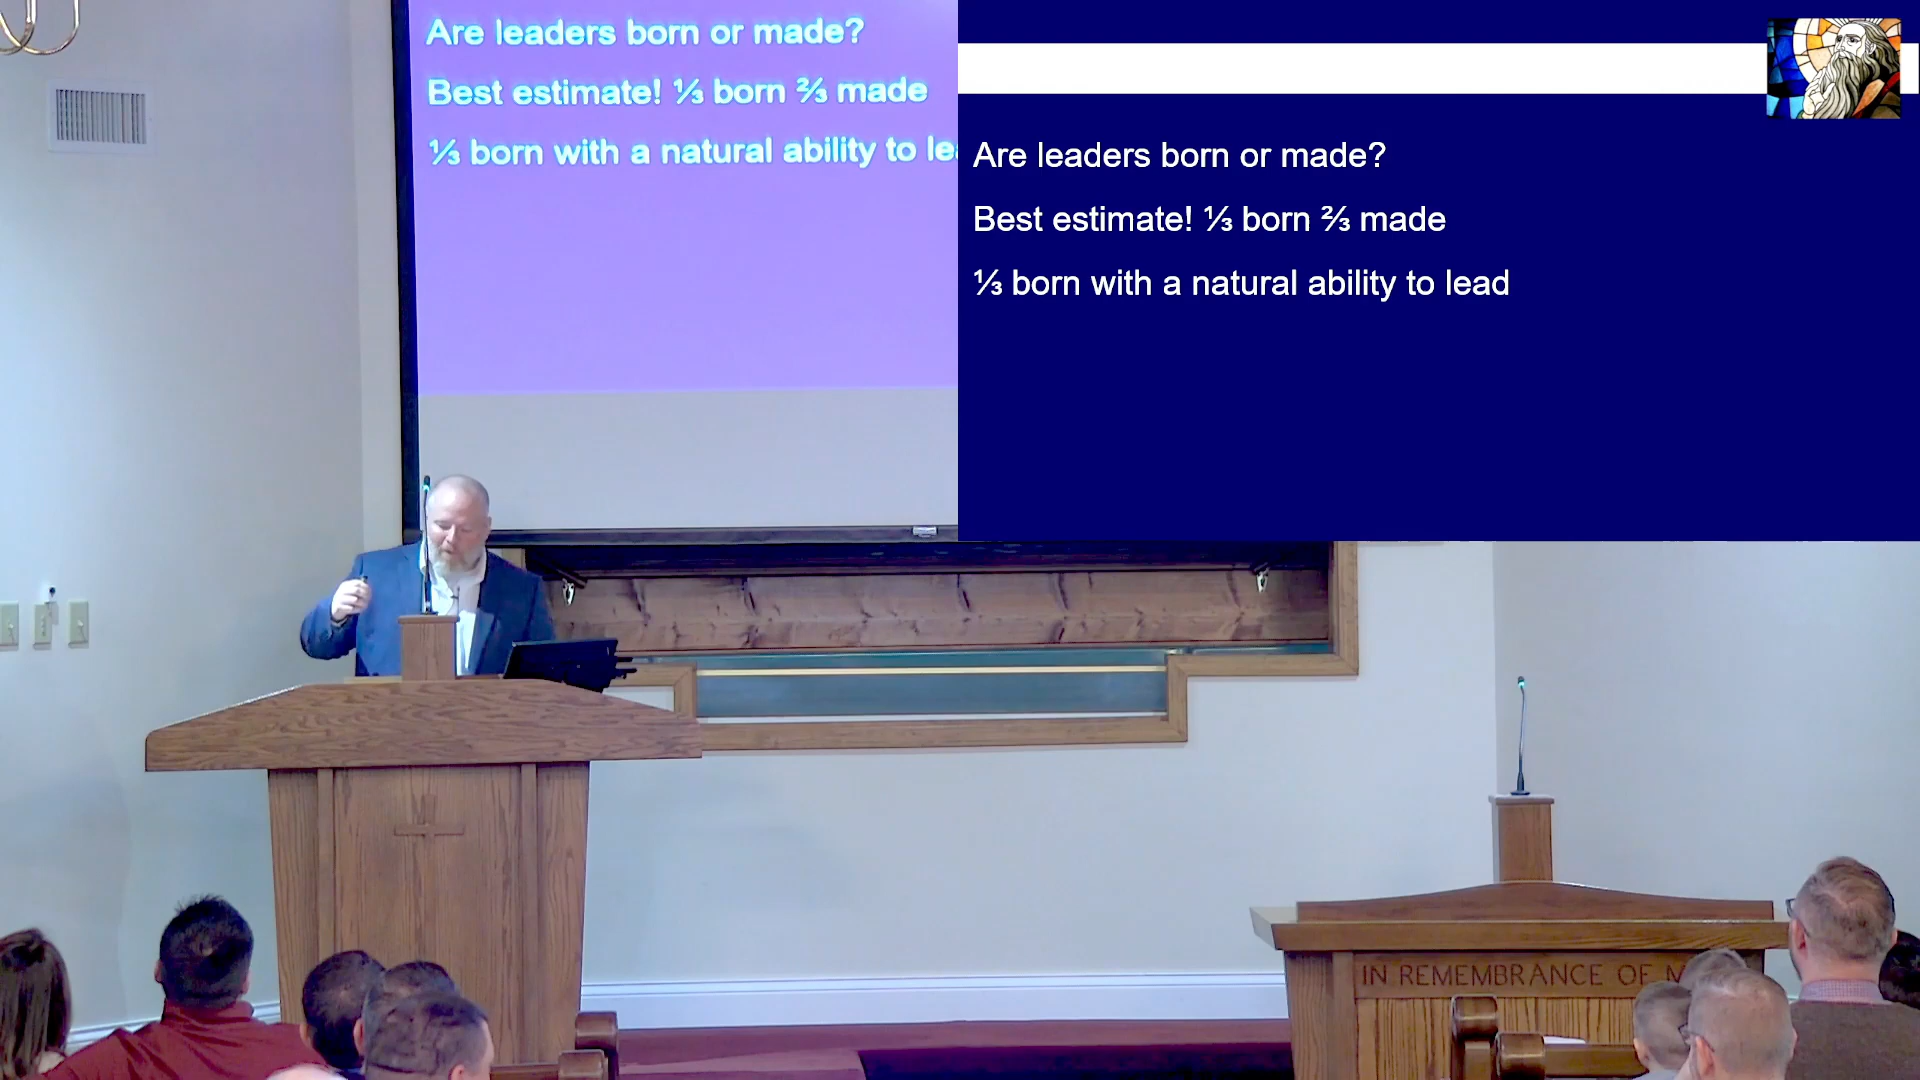 Are leaders born or made?
Best estimate! ⅓ born ⅔ made
⅓ born with a natural ability to le
Are leaders born or made?
Best estimate! ⅓ born ⅔ made
⅓ born with a natural ability to lead
IN REMEMBRANCE OF M